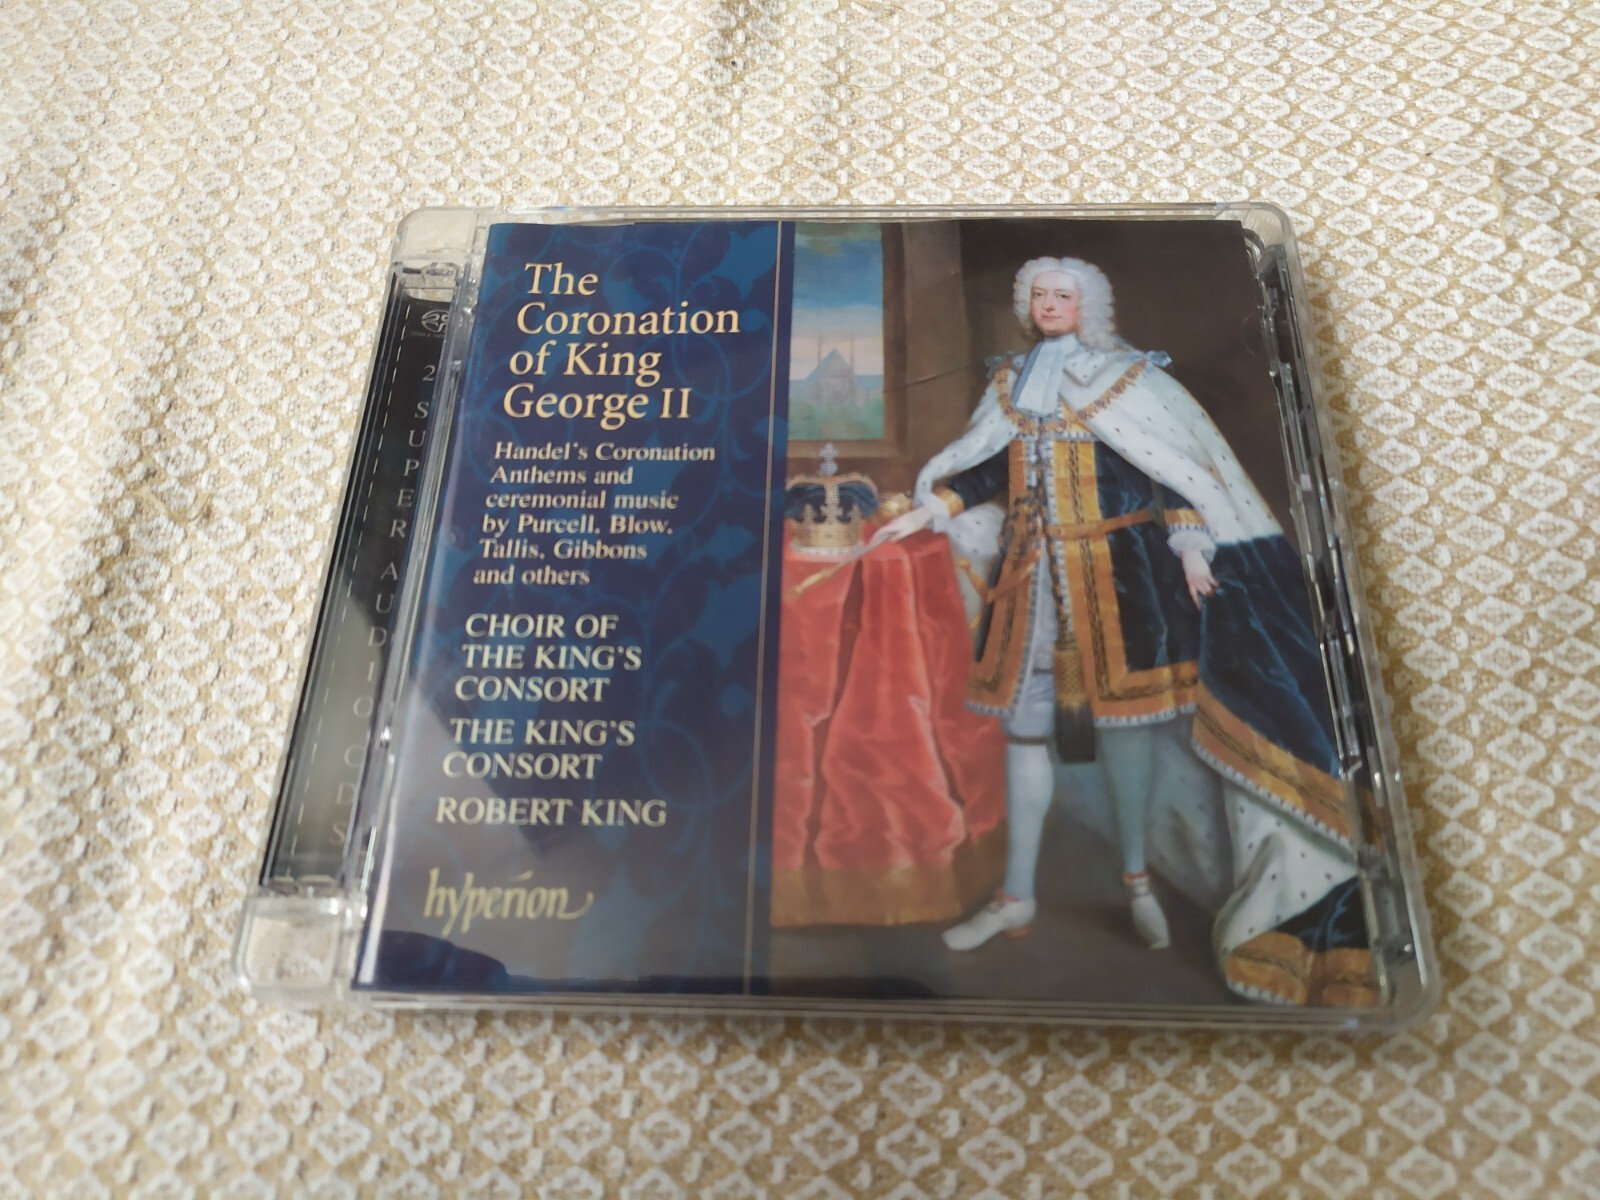 The
Coronation
of King
George II
Handel's Coronation
Anthems and
ceremonial music
by Purcell, Blow,
Tallis, Gibbons
and others
CHOIR OF
THE KING'S
CONSORT
THE KING'S
CONSORT
ROBERT KING
hyperion
2 SUPER AUDIO CDS